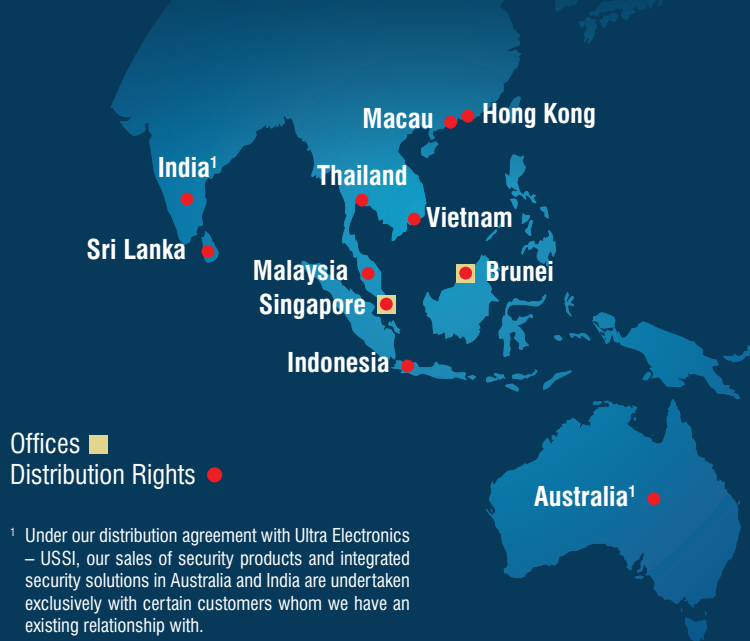 Macau
Hong Kong
India¹
Thailand
Vietnam
Sri Lanka
Malaysia
Brunei
Singapore
Indonesia
Offices
Distribution Rights
Australia¹
¹ Under our distribution agreement with Ultra Electronics
– USSI, our sales of security products and integrated
security solutions in Australia and India are undertaken
exclusively with certain customers whom we have an
existing relationship with.